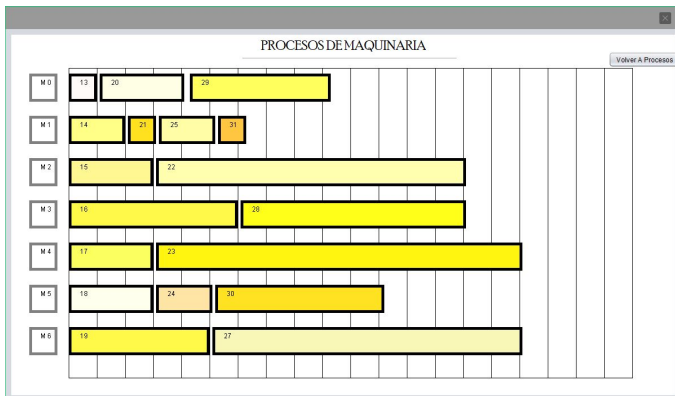 PROCESOS DE MAQUINARIA
Volver A Procesos
M 0 13 20 29
M 1 14 21 25 31
M 2 15 22
M 3 16 28
M 4 17 23
M 5 18 24 30
M 6 19 27